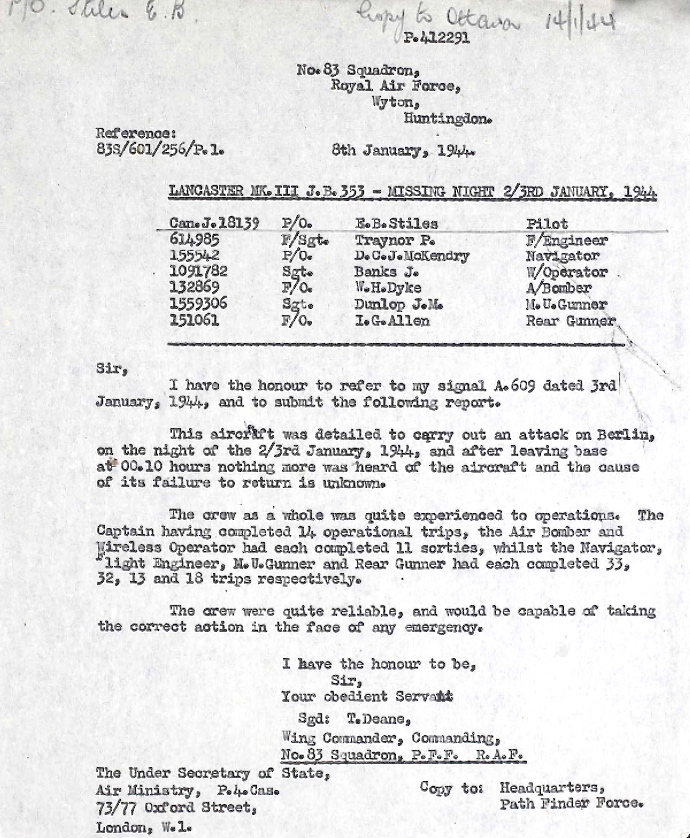 P/O. Stiles E.B.
Copy to Ottawa 14/1/44
P.412291
No.83 Squadron,
Royal Air Force,
Wyton,
Huntingdon.
Reference:
83S/601/256/P.1.
8th January, 1944.
LANCASTER MK.III J.B.353 - MISSING NIGHT 2/3RD JANUARY, 1944
Can.J.18139 P/O. E.B.Stiles Pilot
614985 F/Sgt. Traynor P. F/Engineer
155542 P/O. D.C.J.McKendry Navigator
1091782 Sgt. Banks J. W/Operator
132869 F/O. W.H.Dyke A/Bomber
1559306 Sgt. Dunlop J.M. M.U.Gunner
151061 F/O. I.G.Allen Rear Gunner
Sir,
I have the honour to refer to my signal A.609 dated 3rd
January, 1944, and to submit the following report.
This aircraft was detailed to carry out an attack on Berlin,
on the night of the 2/3rd January, 1944, and after leaving base
at 00.10 hours nothing more was heard of the aircraft and the cause
of its failure to return is unknown.
The crew as a whole was quite experienced to operations. The
Captain having completed 14 operational trips, the Air Bomber and
Wireless Operator had each completed 11 sorties, whilst the Navigator,
Flight Engineer, M.U.Gunner and Rear Gunner had each completed 33,
32, 13 and 18 trips respectively.
The crew were quite reliable, and would be capable of taking
the correct action in the face of any emergency.
I have the honour to be,
Sir,
Your obedient Servant
Sgd: T.Deane,
Wing Commander, Commanding,
No.83 Squadron, P.F.F. R.A.F.
The Under Secretary of State,
Air Ministry, P.4.Cas.
73/77 Oxford Street,
London, W.1.
Copy to: Headquarters,
Path Finder Force.